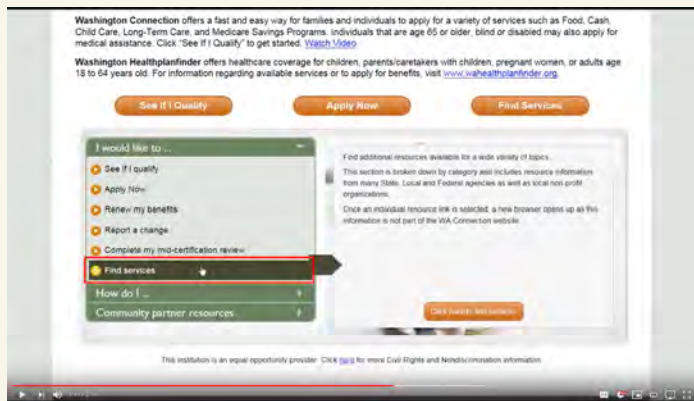 Washington Connection offers a fast and easy way for families and individuals to apply for a variety of services such as Food, Cash,
Child Care, Long-Term Care, and Medicare Savings Programs. Individuals that are age 65 or older, blind or disabled may also apply for
medical assistance. Click "See If I Qualify" to get started. Watch Video
Washington Healthplanfinder offers healthcare coverage for children, parents/caretakers with children, pregnant women, or adults age
18 to 64 years old. For information regarding available services or to apply for benefits, visit www.wahealthplanfinder.org.
See If I Qualify
Apply Now
Find Services
I would like to ...
See If I qualify
Apply Now
Renew my benefits
Report a change
Complete my mid-certification review
Find services
How do I ...
Community partner resources
Find additional resources available for a wide variety of topics.
This section is broken down by category and includes resource information
from many State, Local and Federal agencies as well as local non profit
organizations.
Once an individual resource link is selected, a new browser opens up as this
information is not part of the WA Connection website.
This institution is an equal opportunity provider. Click here for more Civil Rights and Nondiscrimination information.